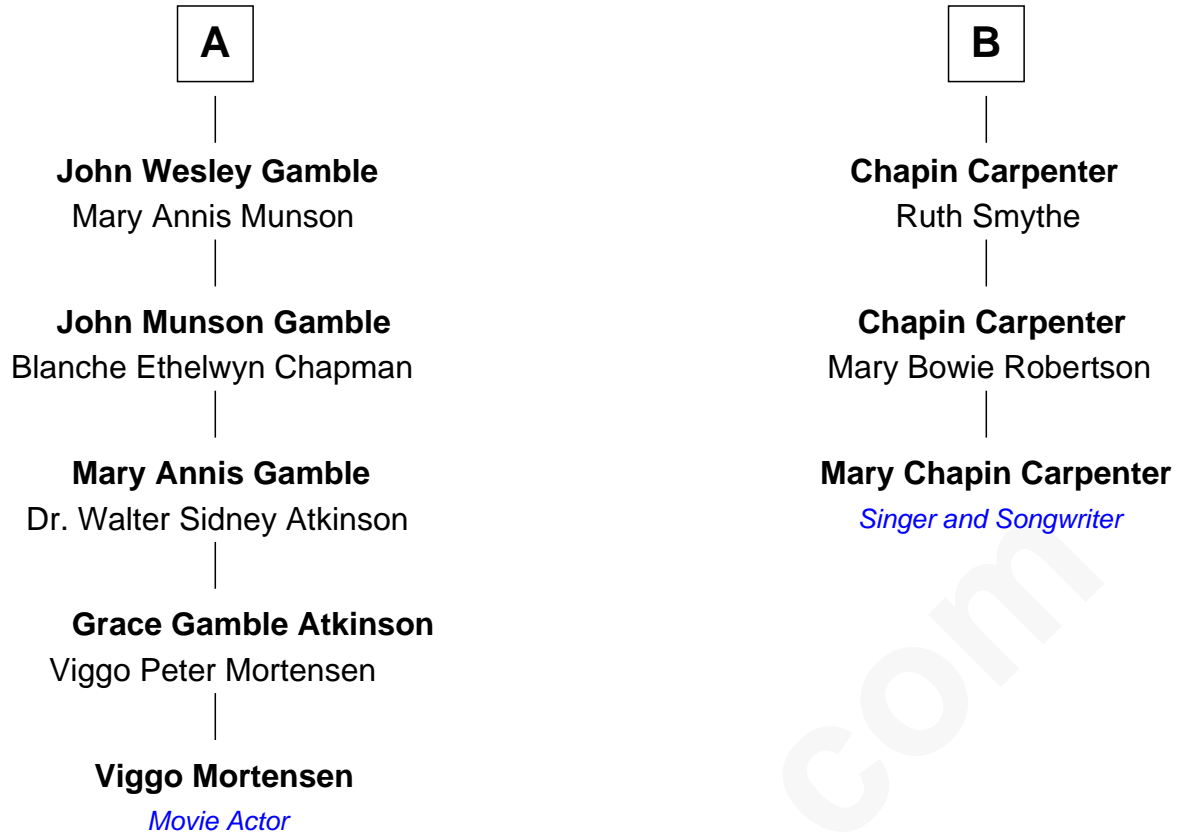 A
John Wesley Gamble
Mary Annis Munson
John Munson Gamble
Blanche Ethelwyn Chapman
Mary Annis Gamble
Dr. Walter Sidney Atkinson
Grace Gamble Atkinson
Viggo Peter Mortensen
Viggo Mortensen
Movie Actor
B
Chapin Carpenter
Ruth Smythe
Chapin Carpenter
Mary Bowie Robertson
Mary Chapin Carpenter
Singer and Songwriter
com